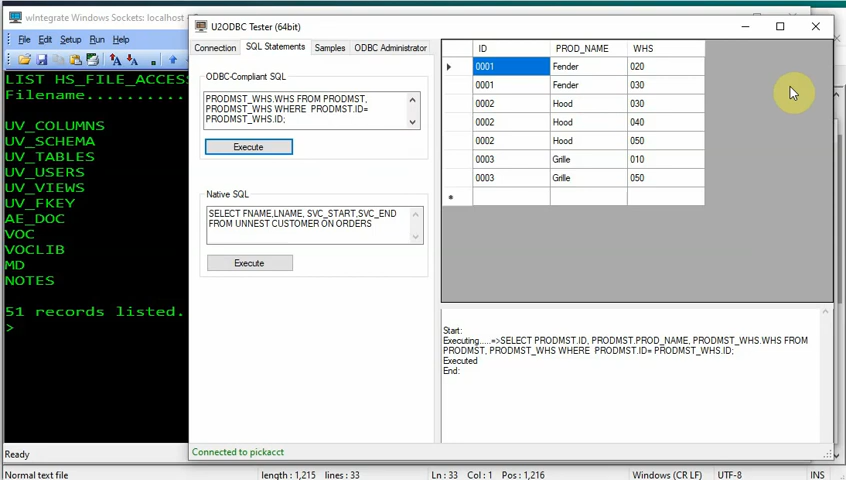 wIntegrate Windows Sockets: localhost
File Edit Setup Run Help
LIST HS_FILE_ACCESS
Filename..........
UV_COLUMNS
UV_SCHEMA
UV_TABLES
UV_USERS
UV_VIEWS
UV_FKEY
AE_DOC
VOC
VOCLIB
MD
NOTES
51 records listed.
>
Ready
U2ODBC Tester (64bit)
Connection SQL Statements Samples ODBC Administrator
ODBC-Compliant SQL
PRODMST_WHS.WHS FROM PRODMST,
PRODMST_WHS WHERE PRODMST.ID=
PRODMST_WHS.ID;
Execute
Native SQL
SELECT FNAME,LNAME, SVC_START,SVC_END
FROM UNNEST CUSTOMER ON ORDERS
Execute
ID PROD_NAME WHS
0001 Fender 020
0001 Fender 030
0002 Hood 030
0002 Hood 040
0002 Hood 050
0003 Grille 010
0003 Grille 050
*
Start:
Executing.....=>SELECT PRODMST.ID, PRODMST.PROD_NAME, PRODMST_WHS.WHS FROM
PRODMST, PRODMST_WHS WHERE PRODMST.ID= PRODMST_WHS.ID;
Executed
End:
Connected to pickacct
Normal text file length : 1,215 lines : 33 Ln : 33 Col : 1 Pos : 1,216 Windows (CR LF) UTF-8 INS